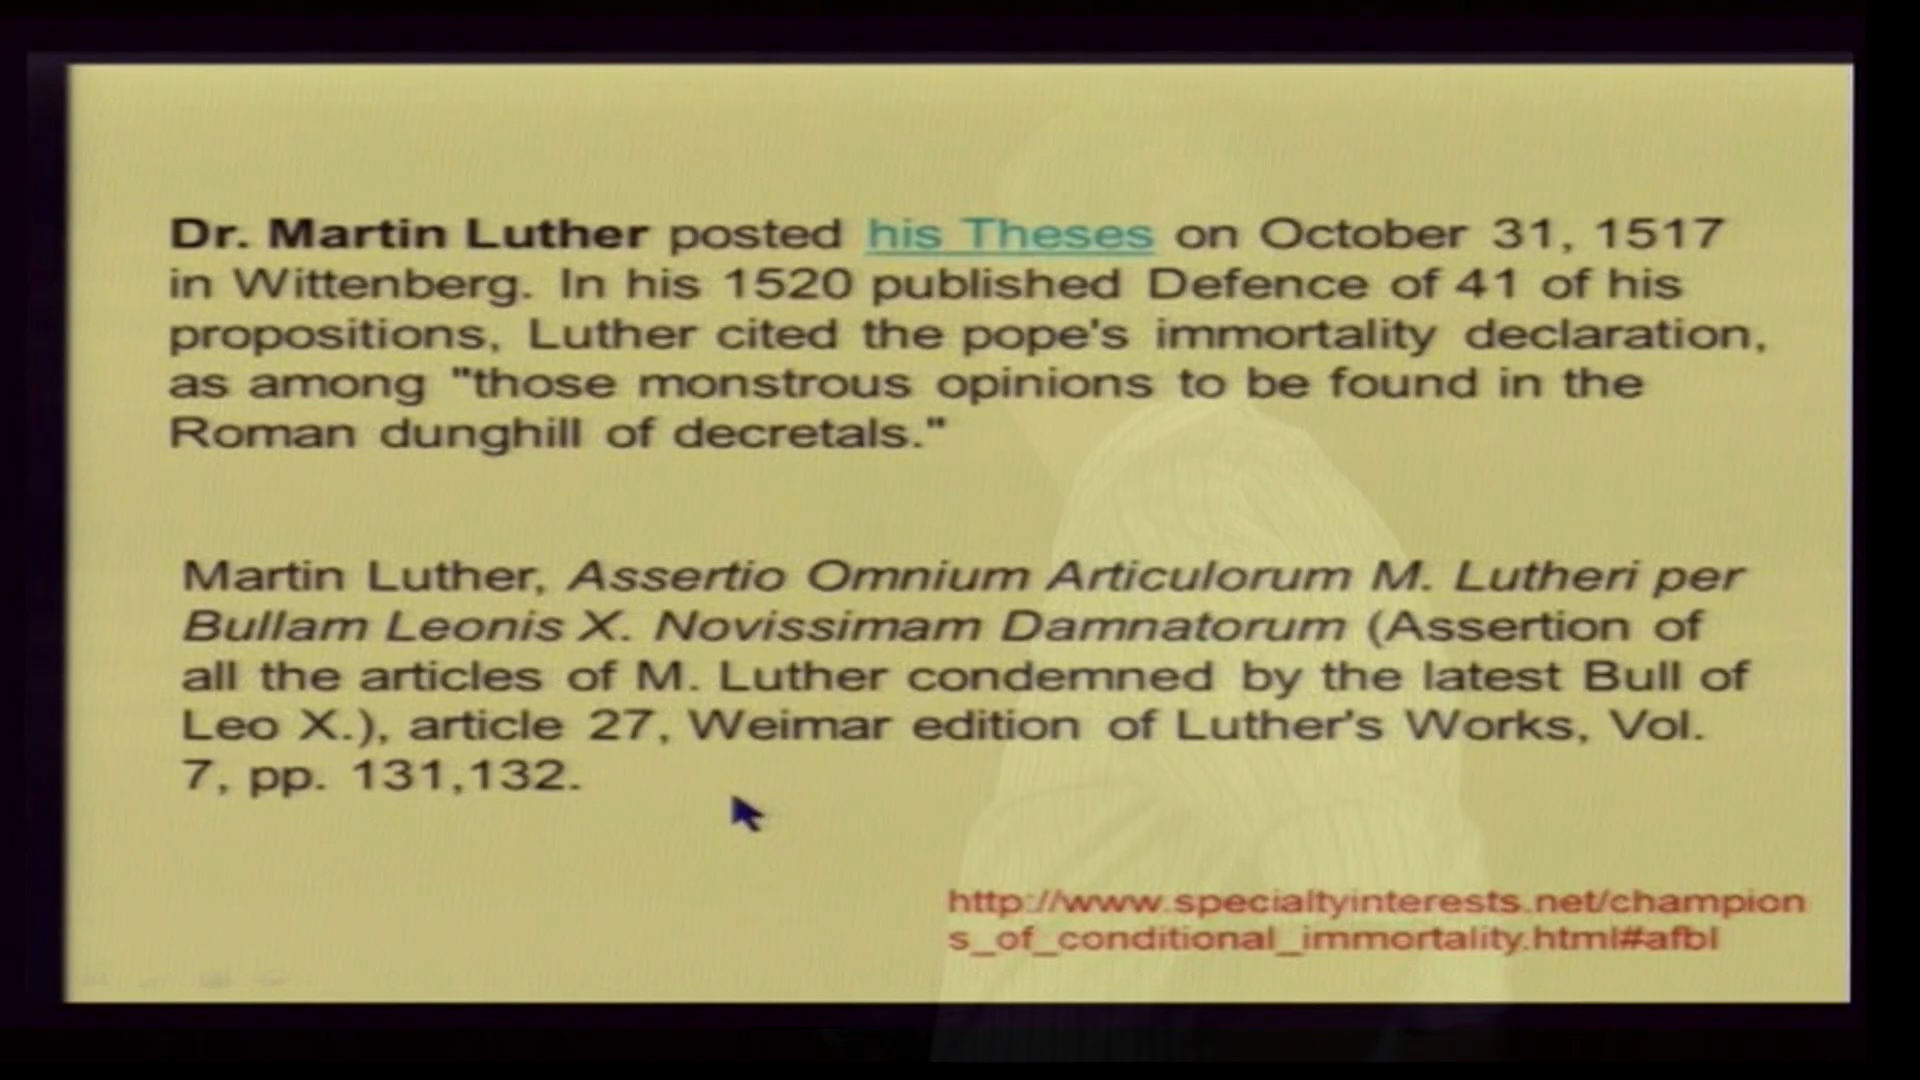 Dr. Martin Luther posted his Theses on October 31, 1517
in Wittenberg. In his 1520 published Defence of 41 of his
propositions, Luther cited the pope's immortality declaration,
as among "those monstrous opinions to be found in the
Roman dunghill of decretals."
Martin Luther, Assertio Omnium Articulorum M. Lutheri per
Bullam Leonis X. Novissimam Damnatorum (Assertion of
all the articles of M. Luther condemned by the latest Bull of
Leo X.), article 27, Weimar edition of Luther's Works, Vol.
7, pp. 131,132.
http://www.specialtyinterests.net/champion
s_of_conditional_immortality.html#afbl